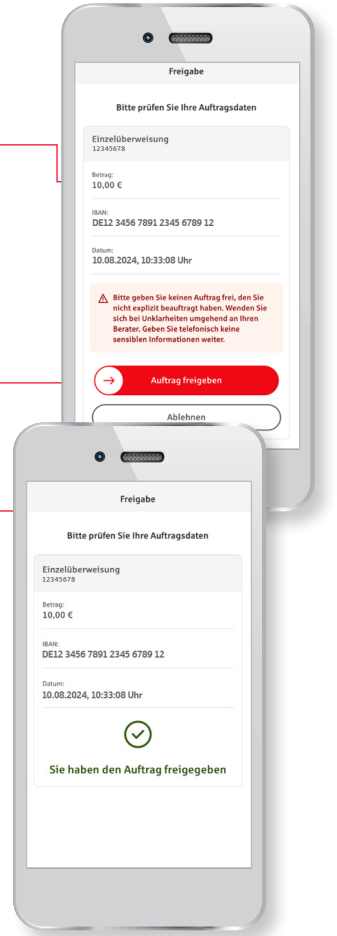 Freigabe
Bitte prüfen Sie Ihre Auftragsdaten
Einzelüberweisung
12345678
Betrag:
10,00 €
IBAN:
DE12 3456 7891 2345 6789 12
Datum:
10.08.2024, 10:33:08 Uhr
Bitte geben Sie keinen Auftrag frei, den Sie
nicht explizit beauftragt haben. Wenden Sie
sich bei Unklarheiten umgehend an Ihren
Berater. Geben Sie telefonisch keine
sensiblen Informationen weiter.
Auftrag freigeben
Ablehnen
Freigabe
Bitte prüfen Sie Ihre Auftragsdaten
Einzelüberweisung
12345678
Betrag:
10,00 €
IBAN:
DE12 3456 7891 2345 6789 12
Datum:
10.08.2024, 10:33:08 Uhr
Sie haben den Auftrag freigegeben